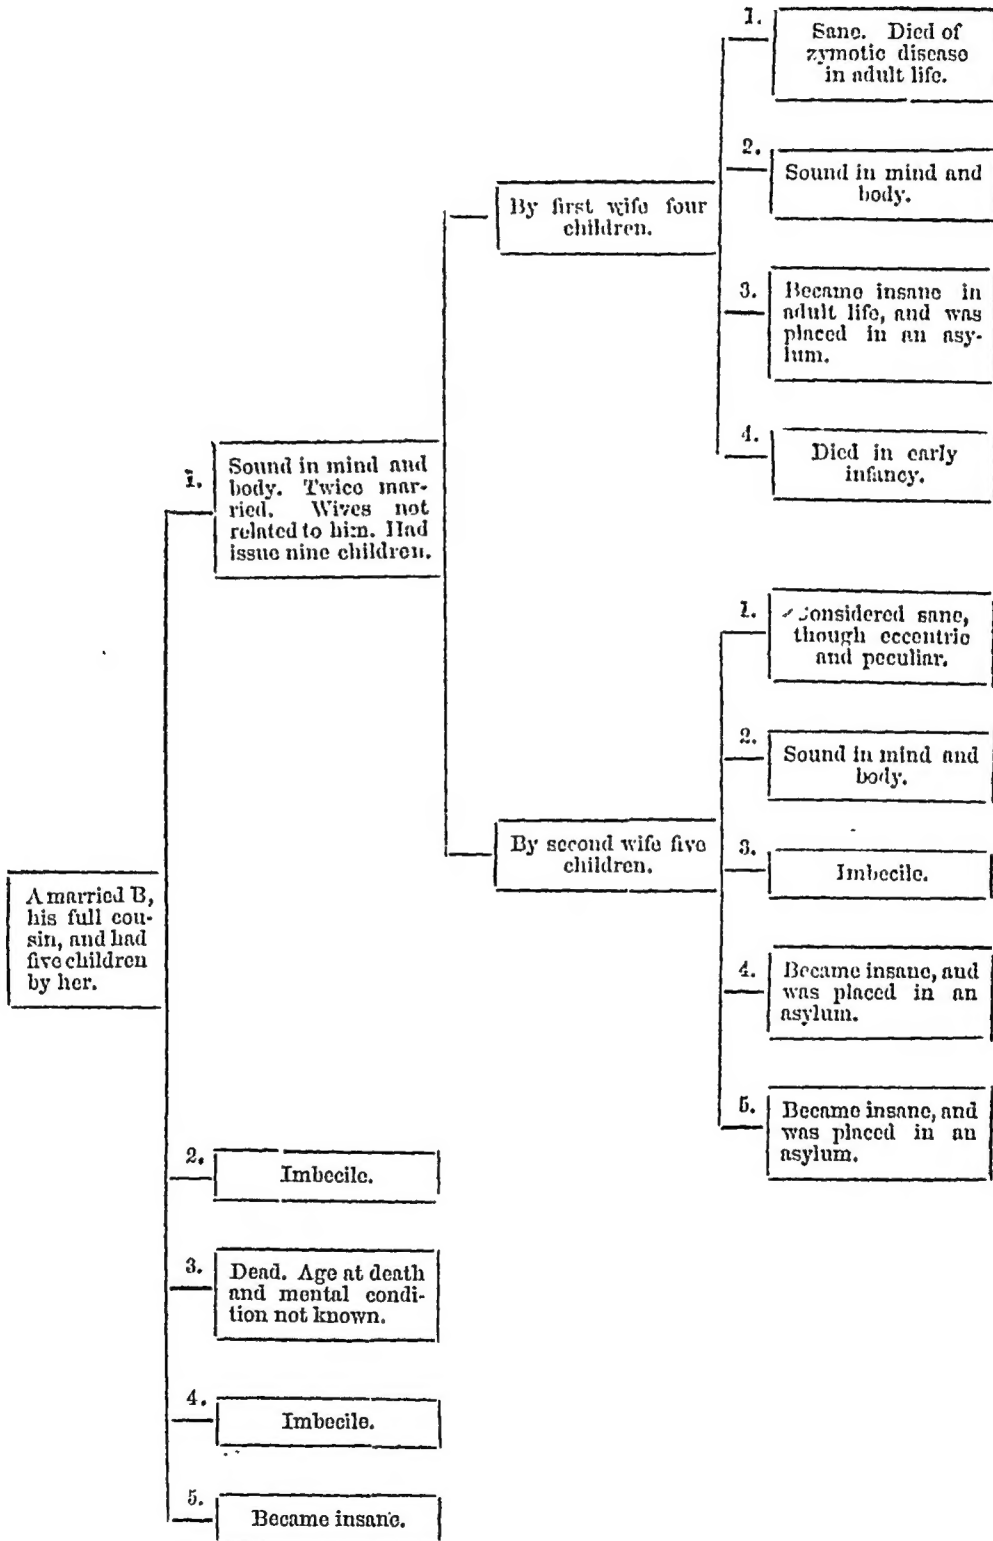 A married B,
his full cou-
sin, and had
five children
by her.
1.
Sound in mind and
body. Twice mar-
ried. Wives not
related to him. Had
issue nine children.
By first wife four
children.
1.
Sane. Died of
zymotic disease
in adult life.
2.
Sound in mind and
body.
3.
Became insane in
adult life, and was
placed in an asy-
lum.
4.
Died in early
infancy.
By second wife five
children.
1.
Considered sane,
though eccentric
and peculiar.
2.
Sound in mind and
body.
3.
Imbecile.
4.
Became insane, and
was placed in an
asylum.
5.
Became insane, and
was placed in an
asylum.
2.
Imbecile.
3.
Dead. Age at death
and mental condi-
tion not known.
4.
Imbecile.
5.
Became insane.